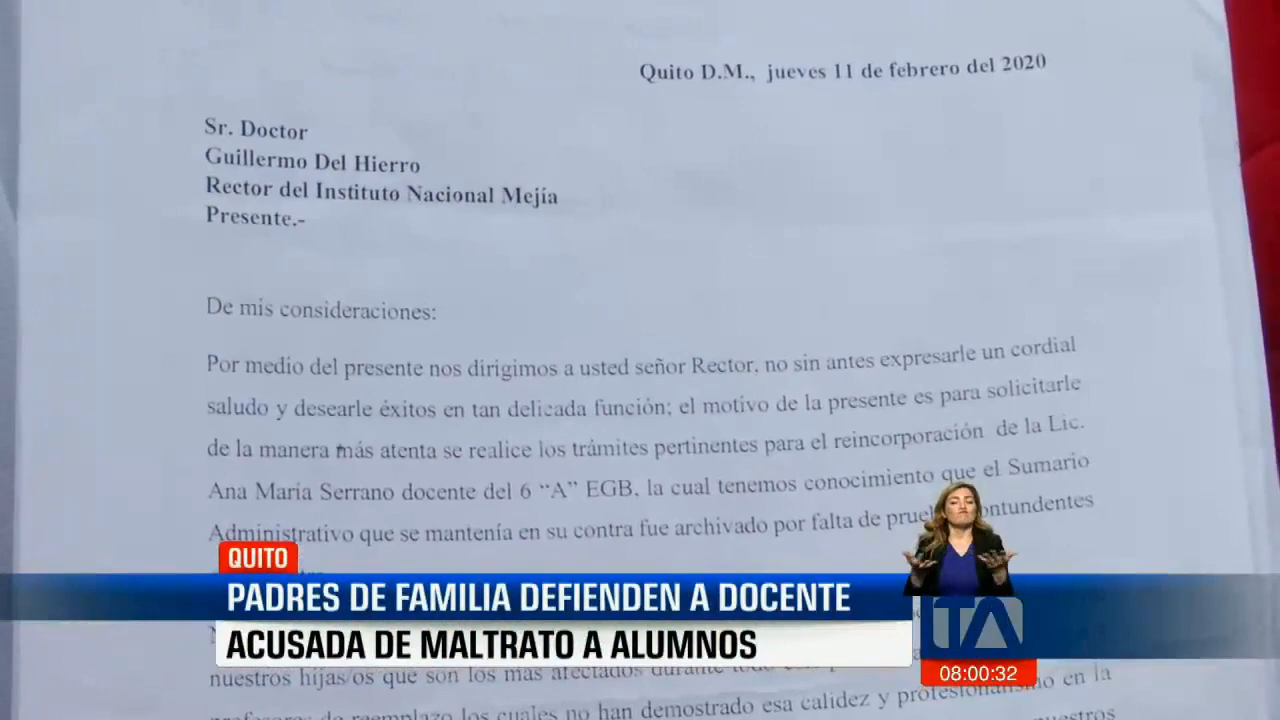 Quito D.M., jueves 11 de febrero del 2020
Sr. Doctor
Guillermo Del Hierro
Rector del Instituto Nacional Mejía
Presente.-
De mis consideraciones:
Por medio del presente nos dirigimos a usted señor Rector, no sin antes expresarle un cordial
saludo y desearle éxitos en tan delicada función; el motivo de la presente es para solicitarle
de la manera más atenta se realice los trámites pertinentes para el reincorporación de la Lic.
Ana María Serrano docente del 6 “A” EGB, la cual tenemos conocimiento que el Sumario
Administrativo que se mantenía en su contra fue archivado por falta de contundentes
QUITO
PADRES DE FAMILIA DEFIENDEN A DOCENTE
ACUSADA DE MALTRATO A ALUMNOS
nuestros hijas/os que son los más afectados durante
los cuales no han demostrado esa calidez y en la
nuestros
TA
08:00:32